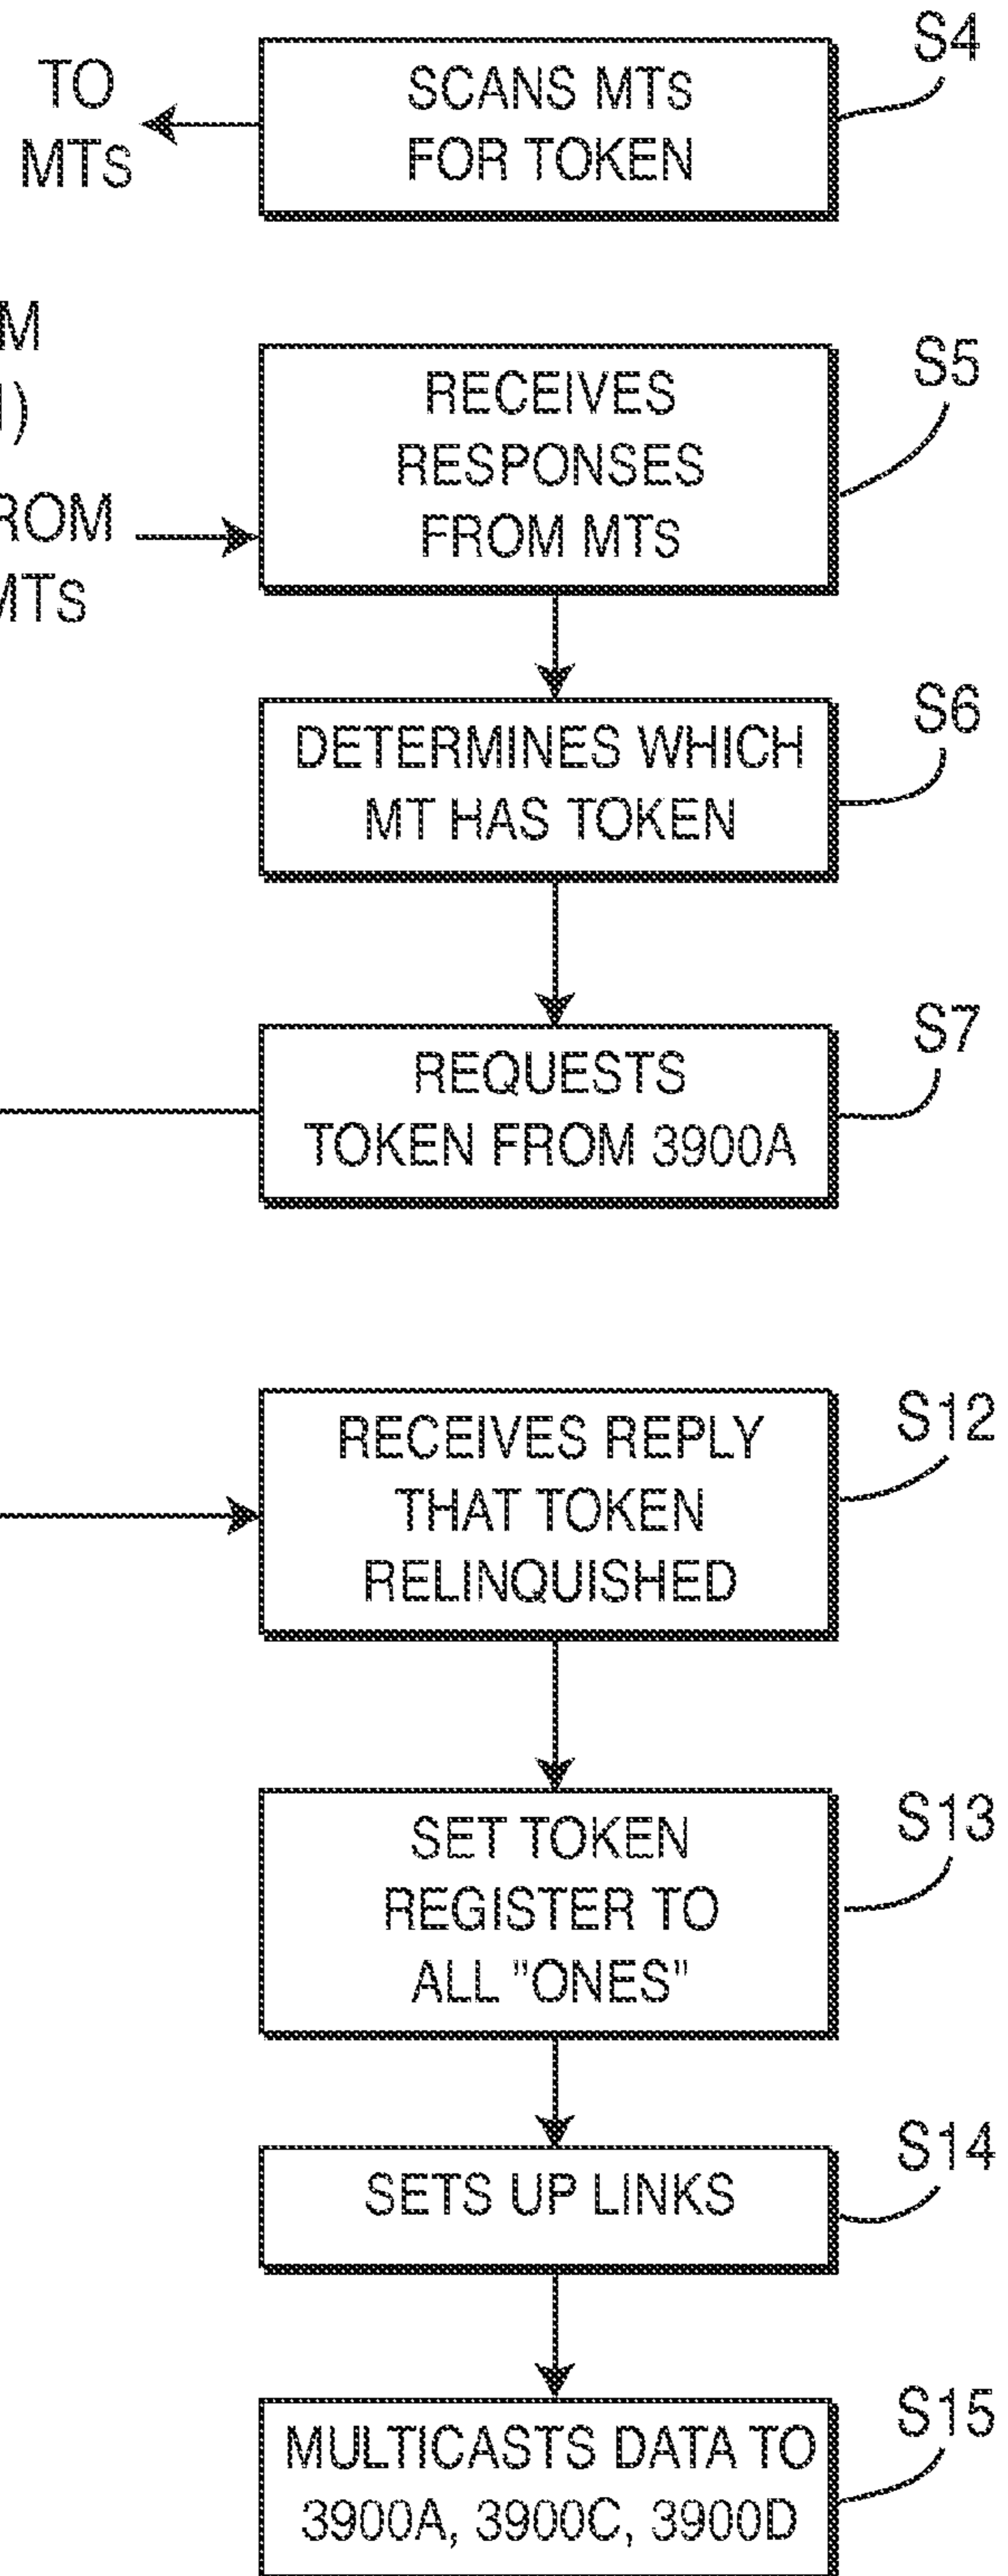 S4
TO
MTs
SCANS MTs
FOR TOKEN
S5
RECEIVES
RESPONSES
FROM MTs
MTs
S6
DETERMINES WHICH
MT HAS TOKEN
S7
REQUESTS
TOKEN FROM 3900A
S12
RECEIVES REPLY
THAT TOKEN
RELINQUISHED
S13
SET TOKEN
REGISTER TO
ALL "ONES"
S14
SETS UP LINKS
S15
MULTICASTS DATA TO
3900A, 3900C, 3900D